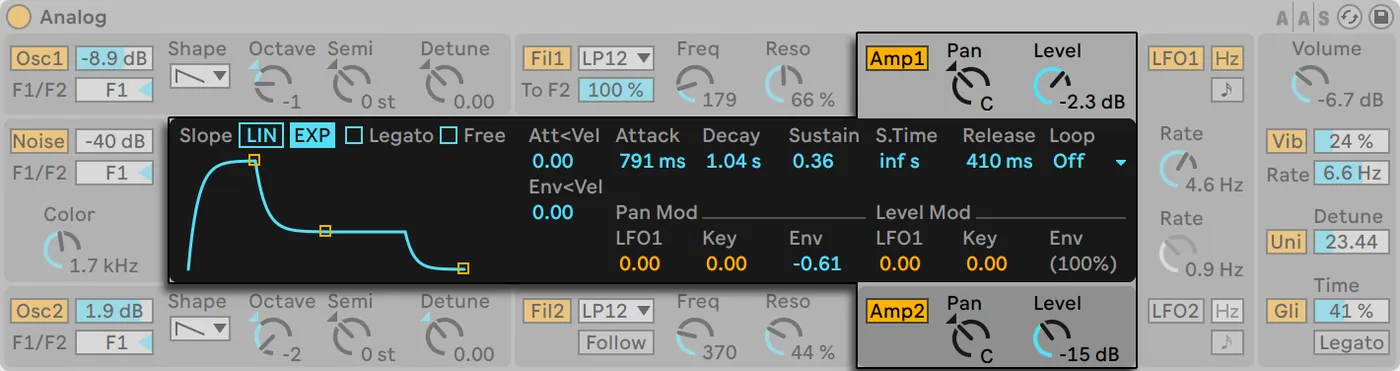 Analog
AAS
Osc1 -8.9 dB Shape Octave Semi Detune
F1/F2 F1 -1 0 st 0.00
Fil1 LP12 Freq Reso
To F2 100 % 179 66 %
Amp1 Pan Level
C -2.3 dB
LFO1 Hz
Volume
-6.7 dB
Noise -40 dB
F1/F2 F1
Color
1.7 kHz
Slope LIN EXP Legato Free
Att<Vel Attack Decay Sustain S.Time Release Loop
0.00 791 ms 1.04 s 0.36 inf s 410 ms Off
Env<Vel
0.00
Pan Mod Level Mod
LFO1 Key Env LFO1 Key Env
0.00 0.00 -0.61 0.00 0.00 (100%)
Rate
4.6 Hz
Rate
0.9 Hz
Vib 24 %
Rate 6.6 Hz
Detune
Uni 23.44
Time
Gli 41 %
Legato
Osc2 1.9 dB Shape Octave Semi Detune
F1/F2 F1 -2 0 st 0.00
Fil2 LP12 Freq Reso
Follow 370 44 %
Amp2 Pan Level
C -15 dB
LFO2 Hz